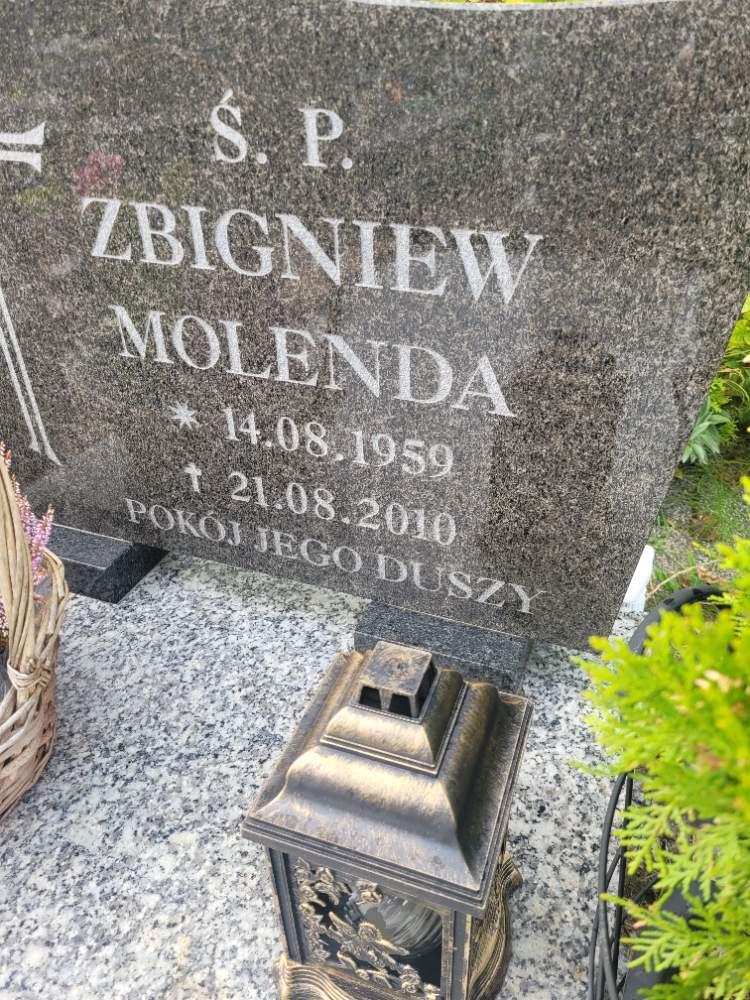 Ś. P.
ZBIGNIEW
MOLENDA
* 14.08.1959
✝ 21.08.2010
POKÓJ JEGO DUSZY